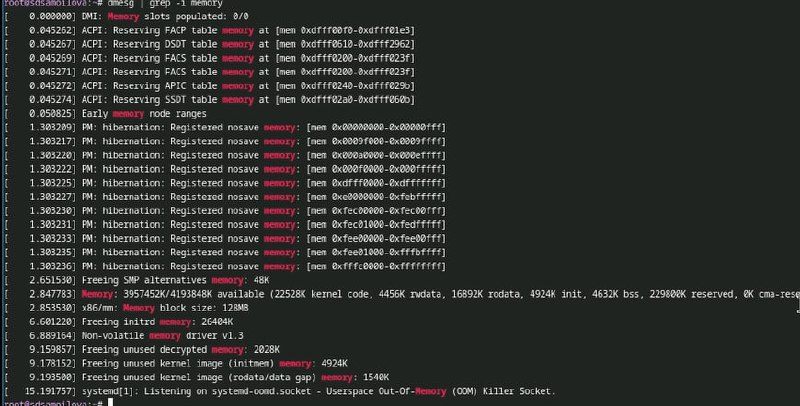 root@sdsamoilova:~# dmesg | grep -i memory
[    0.000000] DMI: Memory slots populated: 0/0
[    0.045262] ACPI: Reserving FACP table memory at [mem 0xdfff00f0-0xdfff01e3]
[    0.045267] ACPI: Reserving DSDT table memory at [mem 0xdfff0610-0xdfff2962]
[    0.045269] ACPI: Reserving FACS table memory at [mem 0xdfff0200-0xdfff023f]
[    0.045271] ACPI: Reserving FACS table memory at [mem 0xdfff0200-0xdfff023f]
[    0.045272] ACPI: Reserving APIC table memory at [mem 0xdfff0240-0xdfff029b]
[    0.045274] ACPI: Reserving SSDT table memory at [mem 0xdfff02a0-0xdfff060b]
[    0.050825] Early memory node ranges
[    1.303209] PM: hibernation: Registered nosave memory: [mem 0x00000000-0x00000fff]
[    1.303217] PM: hibernation: Registered nosave memory: [mem 0x0009f000-0x0009ffff]
[    1.303220] PM: hibernation: Registered nosave memory: [mem 0x000a0000-0x000effff]
[    1.303222] PM: hibernation: Registered nosave memory: [mem 0x000f0000-0x000fffff]
[    1.303225] PM: hibernation: Registered nosave memory: [mem 0xdfff0000-0xdfffffff]
[    1.303227] PM: hibernation: Registered nosave memory: [mem 0xe0000000-0xfebfffff]
[    1.303230] PM: hibernation: Registered nosave memory: [mem 0xfec00000-0xfec00fff]
[    1.303231] PM: hibernation: Registered nosave memory: [mem 0xfec01000-0xfedfffff]
[    1.303233] PM: hibernation: Registered nosave memory: [mem 0xfee00000-0xfee00fff]
[    1.303235] PM: hibernation: Registered nosave memory: [mem 0xfee01000-0xfffbffff]
[    1.303236] PM: hibernation: Registered nosave memory: [mem 0xfffc0000-0xffffffff]
[    2.651530] Freeing SMP alternatives memory: 48K
[    2.847783] Memory: 3957452K/4193848K available (22528K kernel code, 4456K rwdata, 16892K rodata, 4924K init, 4632K bss, 229800K reserved, 0K cma-rese
[    2.853530] x86/mm: Memory block size: 128MB
[    6.601220] Freeing initrd memory: 26404K
[    6.889164] Non-volatile memory driver v1.3
[    9.159857] Freeing unused decrypted memory: 2028K
[    9.178152] Freeing unused kernel image (initmem) memory: 4924K
[    9.193500] Freeing unused kernel image (rodata/data gap) memory: 1540K
[   15.191757] systemd[1]: Listening on systemd-oomd.socket - Userspace Out-Of-Memory (OOM) Killer Socket.
root@sdsamoilova:~#